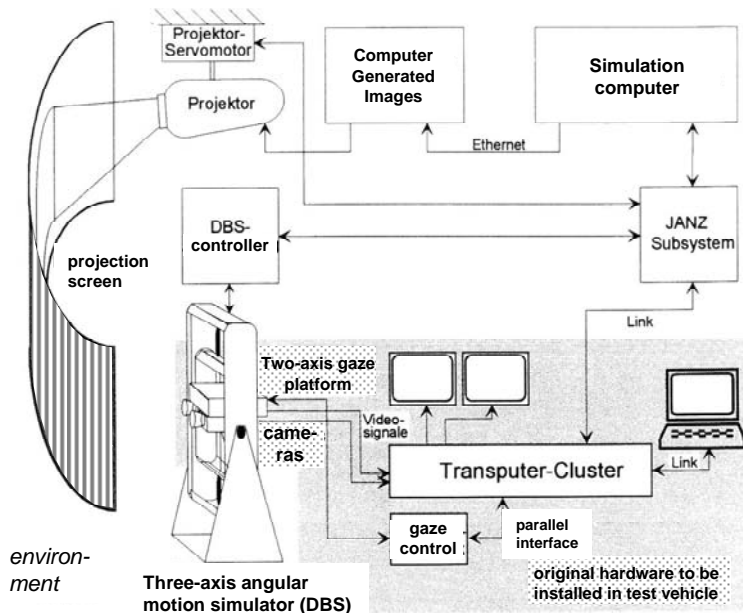 Projektor-
Servomotor
Projektor
Computer
Generated
Images
Simulation
computer
Ethernet
DBS-
controller
JANZ
Subsystem
projection
screen
Link
Two-axis gaze
platform
Video-
signale
came-
ras
Transputer-Cluster
Link
gaze
control
parallel
interface
environ-
ment
Three-axis angular
motion simulator (DBS)
original hardware to be
installed in test vehicle